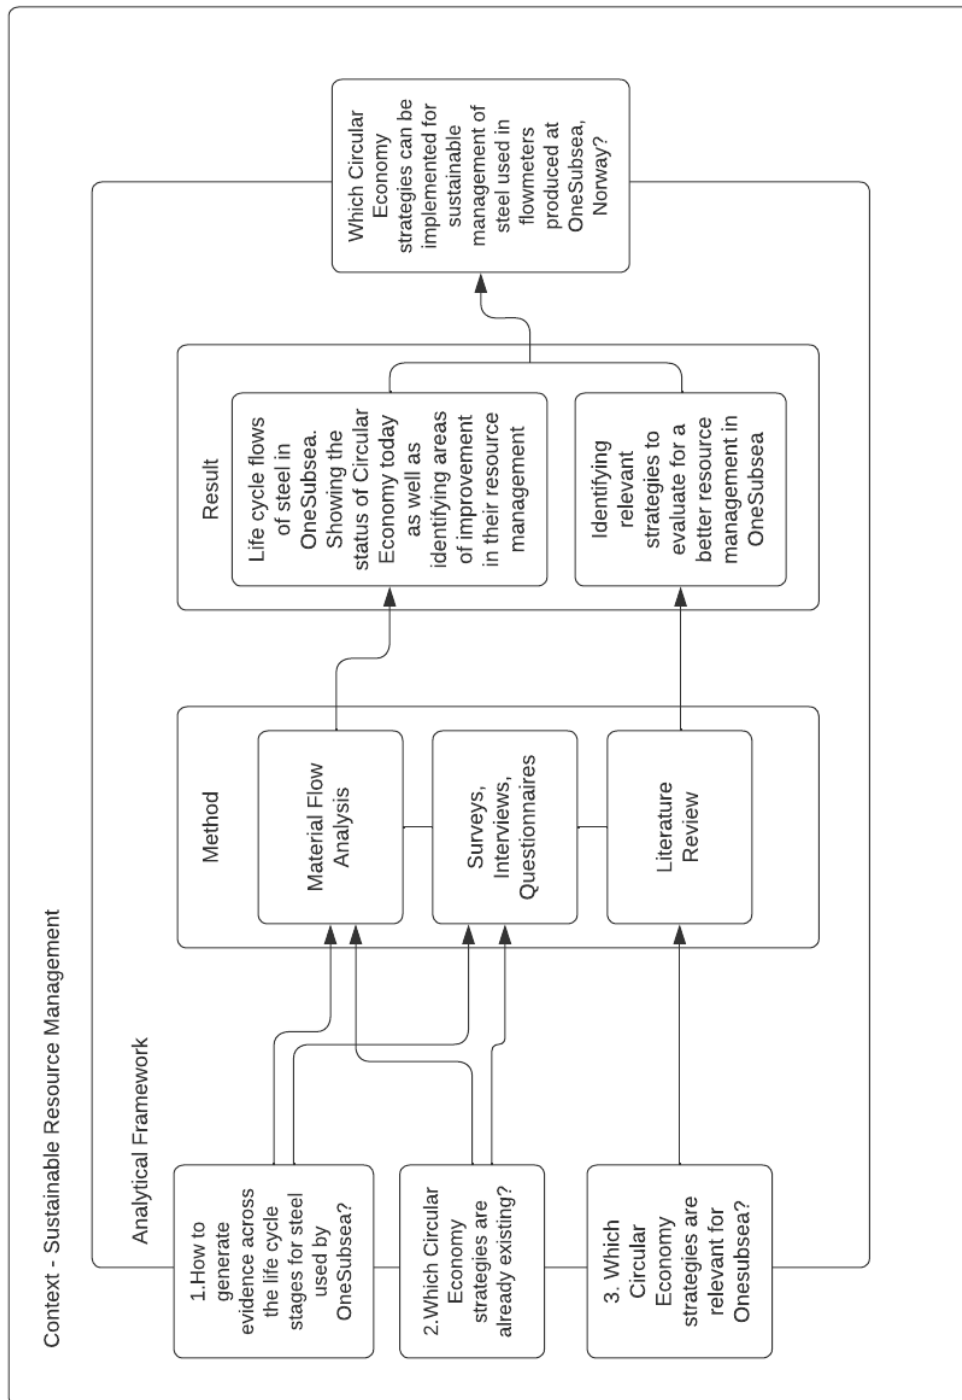 Context - Sustainable Resource Management
Analytical Framework
1.How to
generate
evidence across
the life cycle
stages for steel
used by
OneSubsea?
2.Which Circular
Economy
strategies are
already existing?
3. Which
Circular
Economy
strategies are
relevant for
Onesubsea?
Method
Material Flow
Analysis
Surveys,
Interviews,
Questionnaires
Literature
Review
Result
Life cycle flows
of steel in
OneSubsea.
Showing the
status of Circular
Economy today
as well as
identifying areas
of improvement
in their resource
management
Identifying
relevant
strategies to
evaluate for a
better resource
management in
OneSubsea
Which Circular
Economy
strategies can be
implemented for
sustainable
management of
steel used in
flowmeters
produced at
OneSubsea,
Norway?